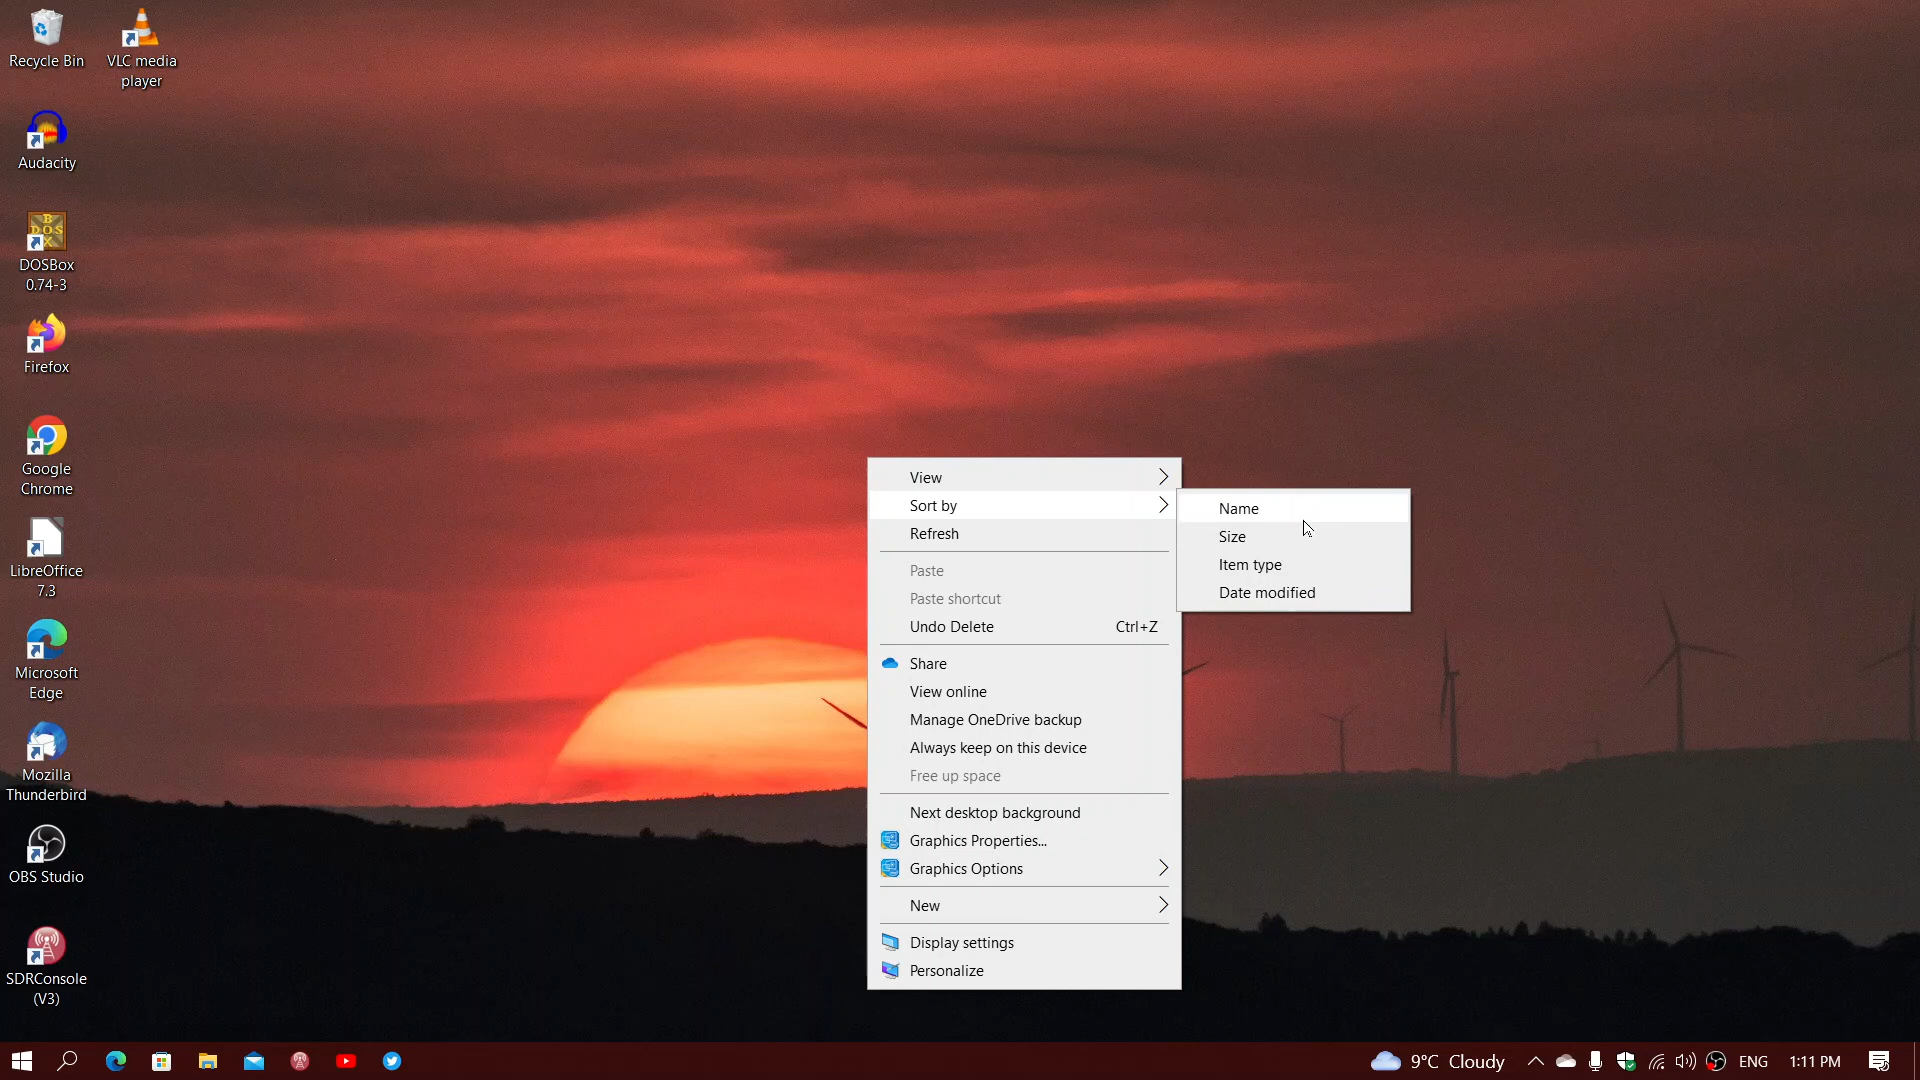 Recycle Bin
VLC media
player
Audacity
DOSBox
0.74-3
Firefox
Google
Chrome
LibreOffice
7.3
Microsoft
Edge
Mozilla
Thunderbird
OBS Studio
SDRConsole
(V3)
View
Sort by
Refresh
Paste
Paste shortcut
Undo Delete Ctrl+Z
Share
View online
Manage OneDrive backup
Always keep on this device
Free up space
Next desktop background
Graphics Properties...
Graphics Options
New
Display settings
Personalize
Name
Size
Item type
Date modified
9°C Cloudy
ENG
1:11 PM